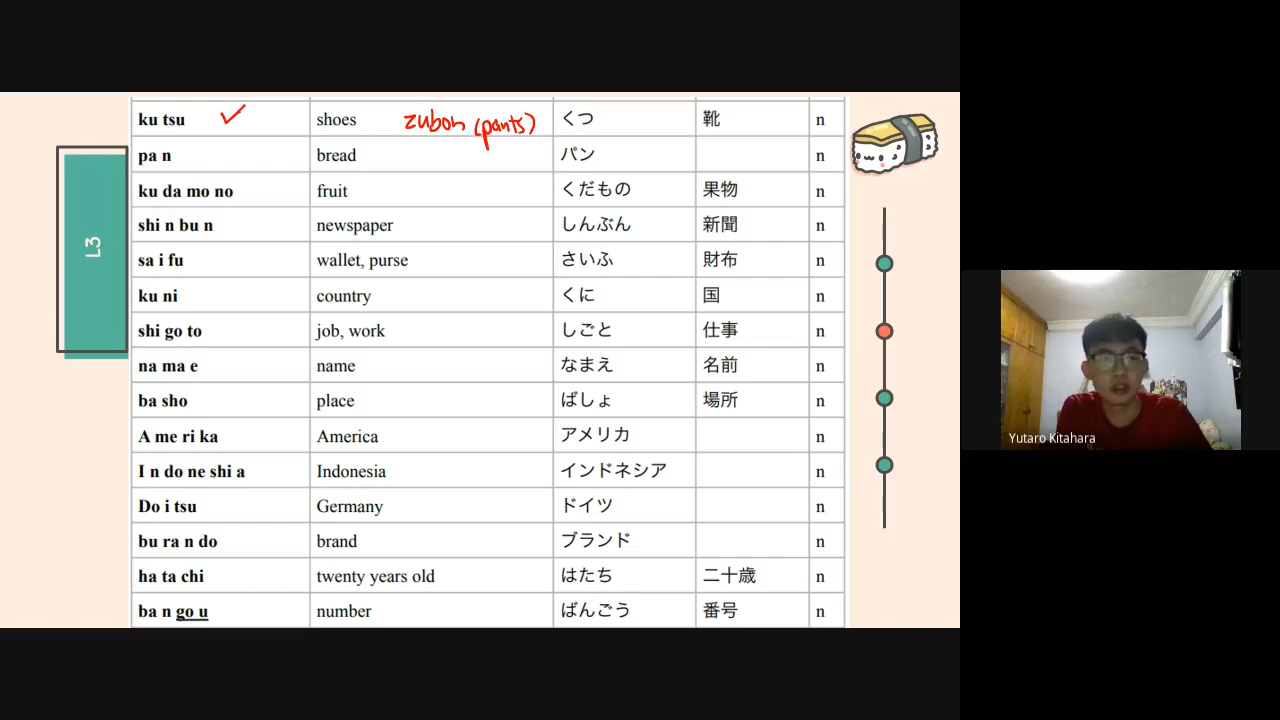 ku tsu ✓ shoes zubon (pants) くつ 靴 n
pa n bread パン n
ku da mo no fruit くだもの 果物 n
shi n bu n newspaper しんぶん 新聞 n
sa i fu wallet, purse さいふ 財布 n
ku ni country くに 国 n
shi go to job, work しごと 仕事 n
na ma e name なまえ 名前 n
ba sho place ばしょ 場所 n
A me ri ka America アメリカ n
I n do ne shi a Indonesia インドネシア n
Do i tsu Germany ドイツ n
bu ra n do brand ブランド n
ha ta chi twenty years old はたち 二十歳 n
ba n go u number ばんごう 番号 n
L3
Yutaro Kitahara